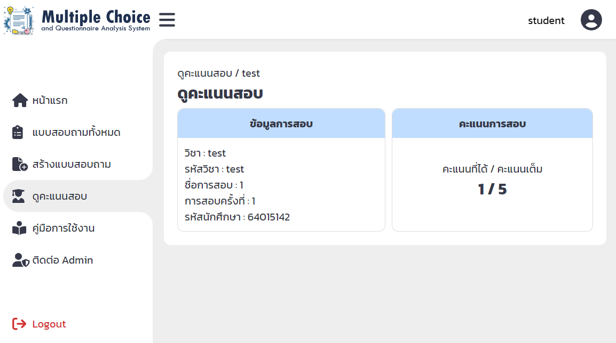 Multiple Choice
and Questionnaire Analysis System
student
หน้าแรก
แบบสอบถามทั้งหมด
สร้างแบบสอบถาม
ดูคะแนนสอบ
คู่มือการใช้งาน
ติดต่อ Admin
Logout
ดูคะแนนสอบ / test
ดูคะแนนสอบ
ข้อมูลการสอบ
วิชา : test
รหัสวิชา : test
ชื่อการสอบ : 1
การสอบครั้งที่ : 1
รหัสนักศึกษา : 64015142
คะแนนการสอบ
คะแนนที่ได้ / คะแนนเต็ม
1 / 5